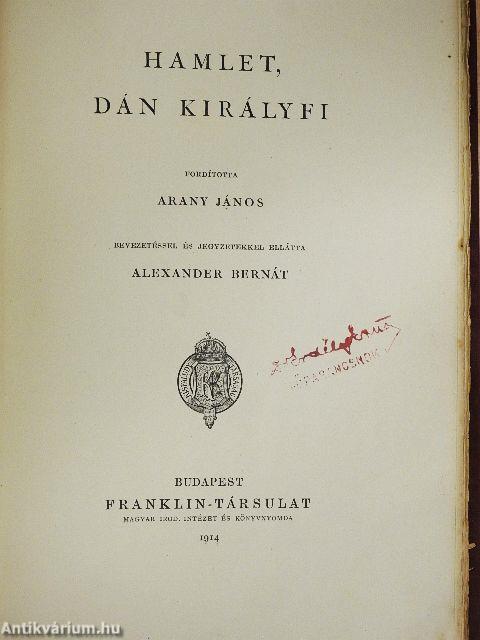 HAMLET,
DÁN KIRÁLYFI
FORDÍTOTTA
ARANY JÁNOS
BEVEZETÉSSEL ÉS JEGYZETEKKEL ELLÁTTA
ALEXANDER BERNÁT
PARANCSNOK
BUDAPEST
FRANKLIN-TÁRSULAT
MAGYAR IROD. INTÉZET ÉS KÖNYVNYOMDA
1914
Antikvárium.hu